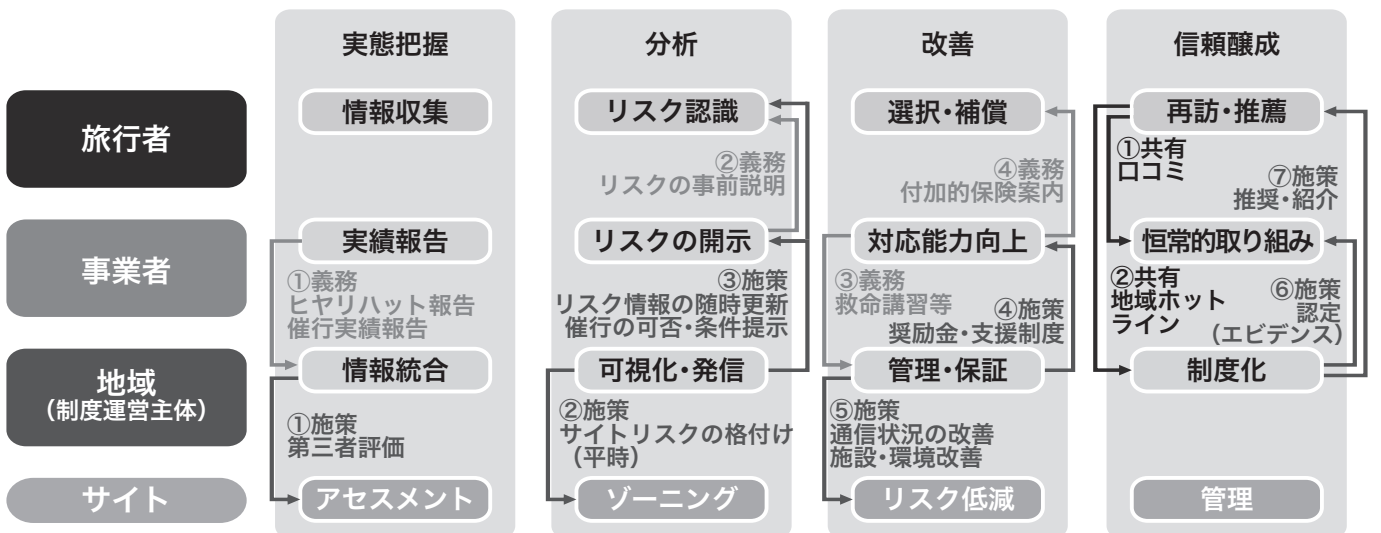 実態把握
分析
改善
信頼醸成
旅行者
情報収集
リスク認識
選択・補償
再訪・推薦
②義務
リスクの事前説明
④義務
付加的保険案内
①共有
口コミ
⑦施策
推奨・紹介
事業者
実績報告
リスクの開示
対応能力向上
恒常的取り組み
①義務
ヒヤリハット報告
催行実績報告
③施策
リスク情報の随時更新
催行の可否・条件提示
③義務
救命講習等
④施策
奨励金・支援制度
②共有
地域ホット
ライン
⑥施策
認定
(エビデンス)
地域
(制度運営主体)
情報統合
可視化・発信
管理・保証
制度化
①施策
第三者評価
②施策
サイトリスクの格付け
(平時)
⑤施策
通信状況の改善
施設・環境改善
サイト
アセスメント
ゾーニング
リスク低減
管理